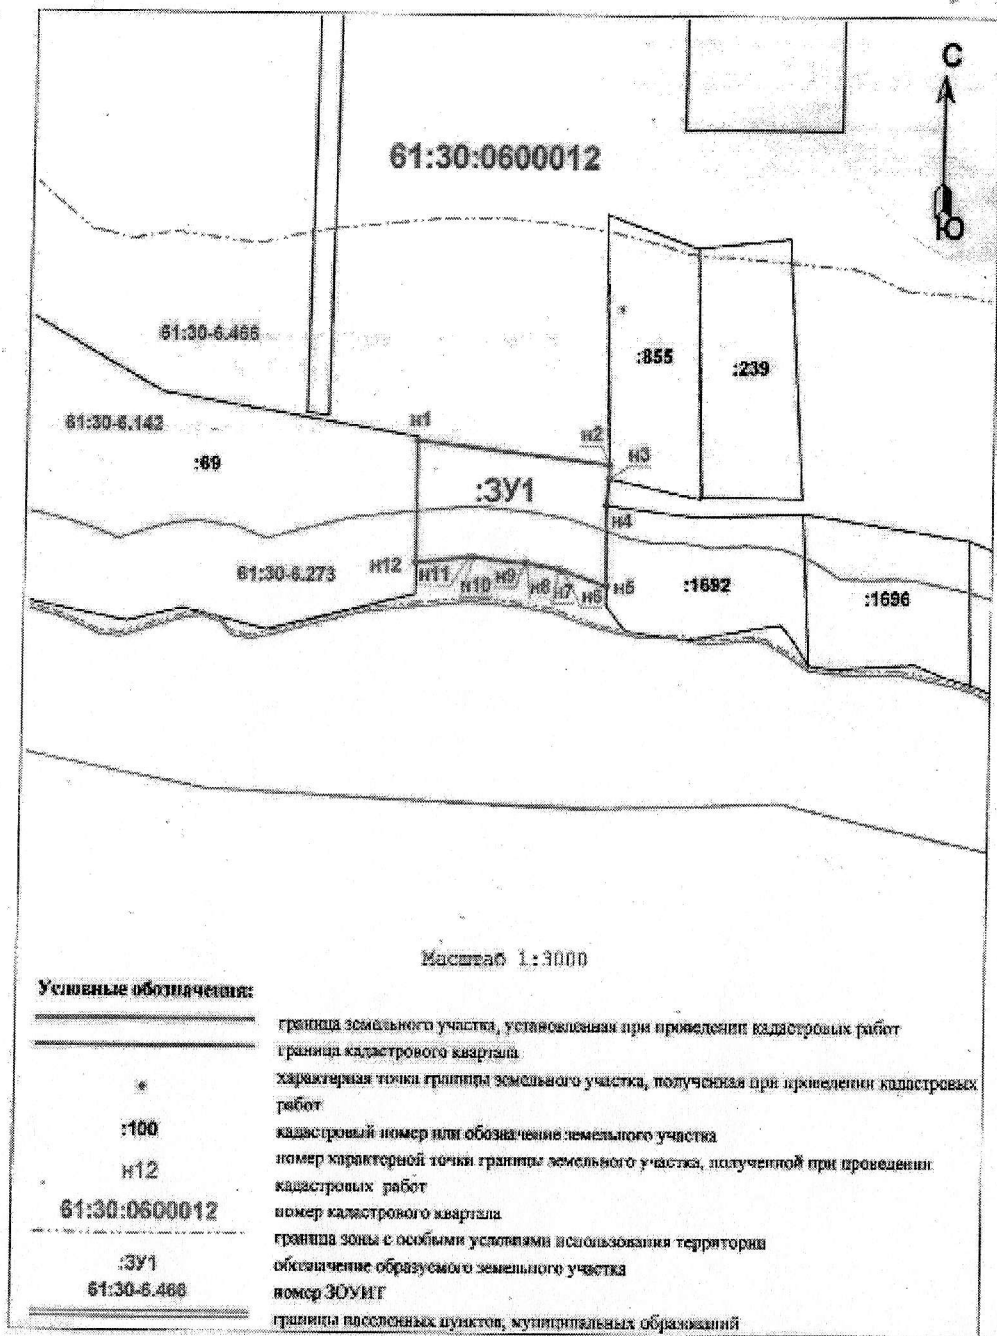 С
61:30:0600012
Ю
61:30-6.466
:855
:239
61:30-6.142
н1
:69
н2
н3
:ЗУ1
н4
61:30-6.273
н12
н11
н10
н9
н8
н7
н6
н5
:1692
:1696
Масштаб 1:3000
Условные обозначения:
граница земельного участка, установленная при проведении кадастровых работ
граница кадастрового квартала
характерная точка границы земельного участка, полученная при проведении кадастровых
работ
:100
кадастровый номер или обозначение земельного участка
н12
номер характерной точки границы земельного участка, полученной при проведении
кадастровых работ
61:30:0600012
номер кадастрового квартала
граница зоны с особыми условиями использования территории
:ЗУ1
обозначение образуемого земельного участка
61:30-6.466
номер ЗОУИТ
границы населенных пунктов, муниципальных образований